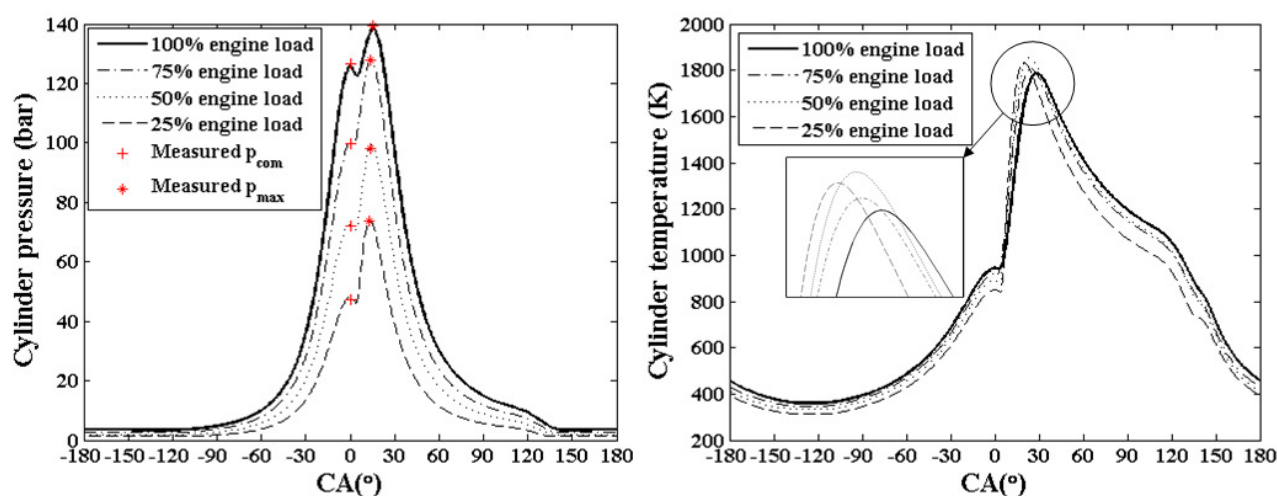 Cylinder pressure (bar)
140
120
100
80
60
40
20
0
100% engine load
75% engine load
50% engine load
25% engine load
Measured p_com
Measured p_max
-180 -150 -120 -90 -60 -30 0 30 60 90 120 150 180
CA(°)
Cylinder temperature (K)
2000
1800
1600
1400
1200
1000
800
600
400
200
100% engine load
75% engine load
50% engine load
25% engine load
-180 -150 -120 -90 -60 -30 0 30 60 90 120 150 180
CA(°)